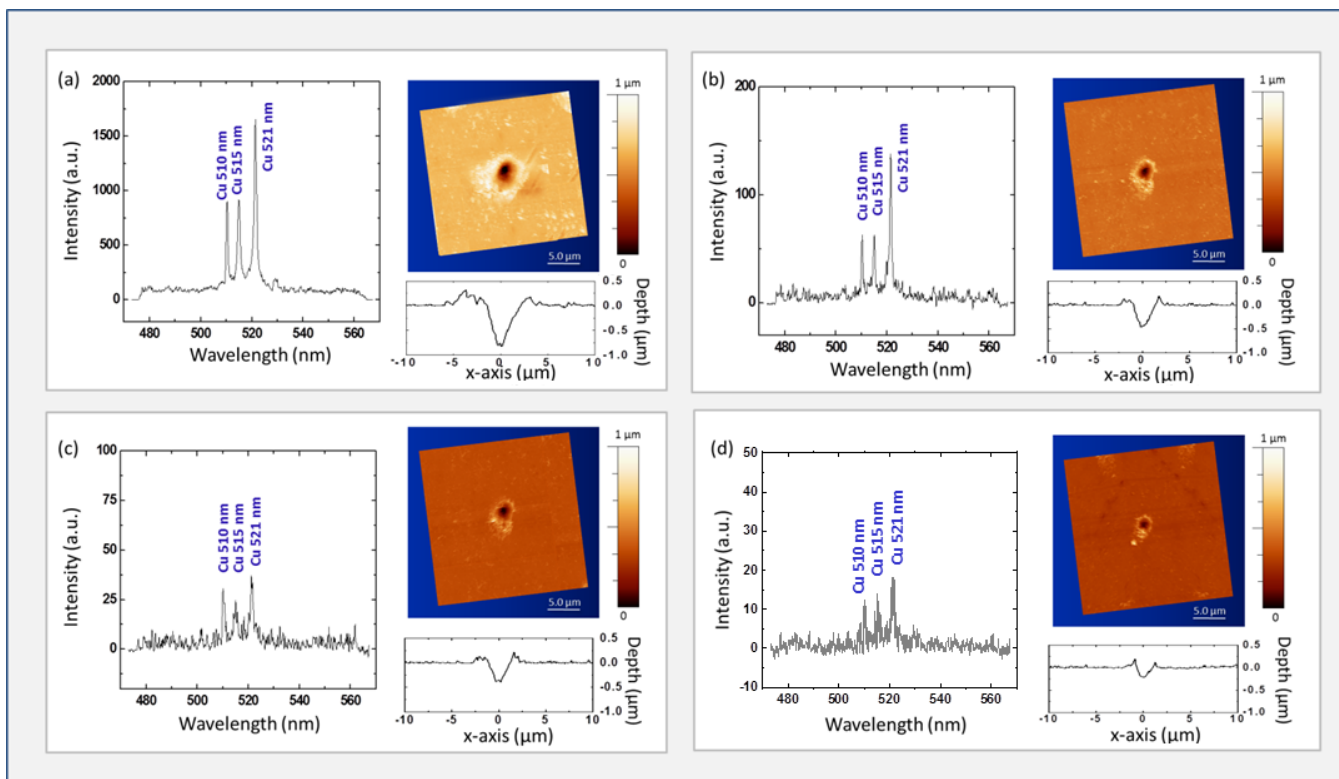 (a)
2000
1500
1000
500
0
480 500 520 540 560
Intensity (a.u.)
Wavelength (nm)
Cu 510 nm
Cu 515 nm
Cu 521 nm
1 µm
0
5.0 µm
0.5
0.0
-0.5
-1.0
Depth (µm)
-10 -5 0 5 10
x-axis (µm)
(b)
200
150
100
50
0
480 500 520 540 560
Intensity (a.u.)
Wavelength (nm)
Cu 510 nm
Cu 515 nm
Cu 521 nm
1 µm
0
5.0 µm
0.5
0.0
-0.5
-1.0
Depth (µm)
-10 -5 0 5 10
x-axis (µm)
(c)
100
75
50
25
0
480 500 520 540 560
Intensity (a.u.)
Wavelength (nm)
Cu 510 nm
Cu 515 nm
Cu 521 nm
1 µm
0
5.0 µm
0.5
0.0
-0.5
-1.0
Depth (µm)
-10 -5 0 5 10
x-axis (µm)
(d)
50
40
30
20
10
0
-10
480 500 520 540 560
Intensity (a.u.)
Wavelength (nm)
Cu 510 nm
Cu 515 nm
Cu 521 nm
1 µm
0
5.0 µm
0.5
0.0
-0.5
-1.0
Depth (µm)
-10 -5 0 5 10
x-axis (µm)